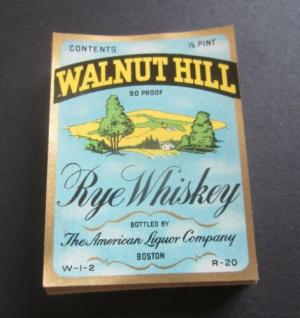 CONTENTS ½ PINT
WALNUT HILL
90 PROOF
Rye Whiskey
BOTTLED BY
The American Liquor Company
BOSTON
W-1-2 R-20